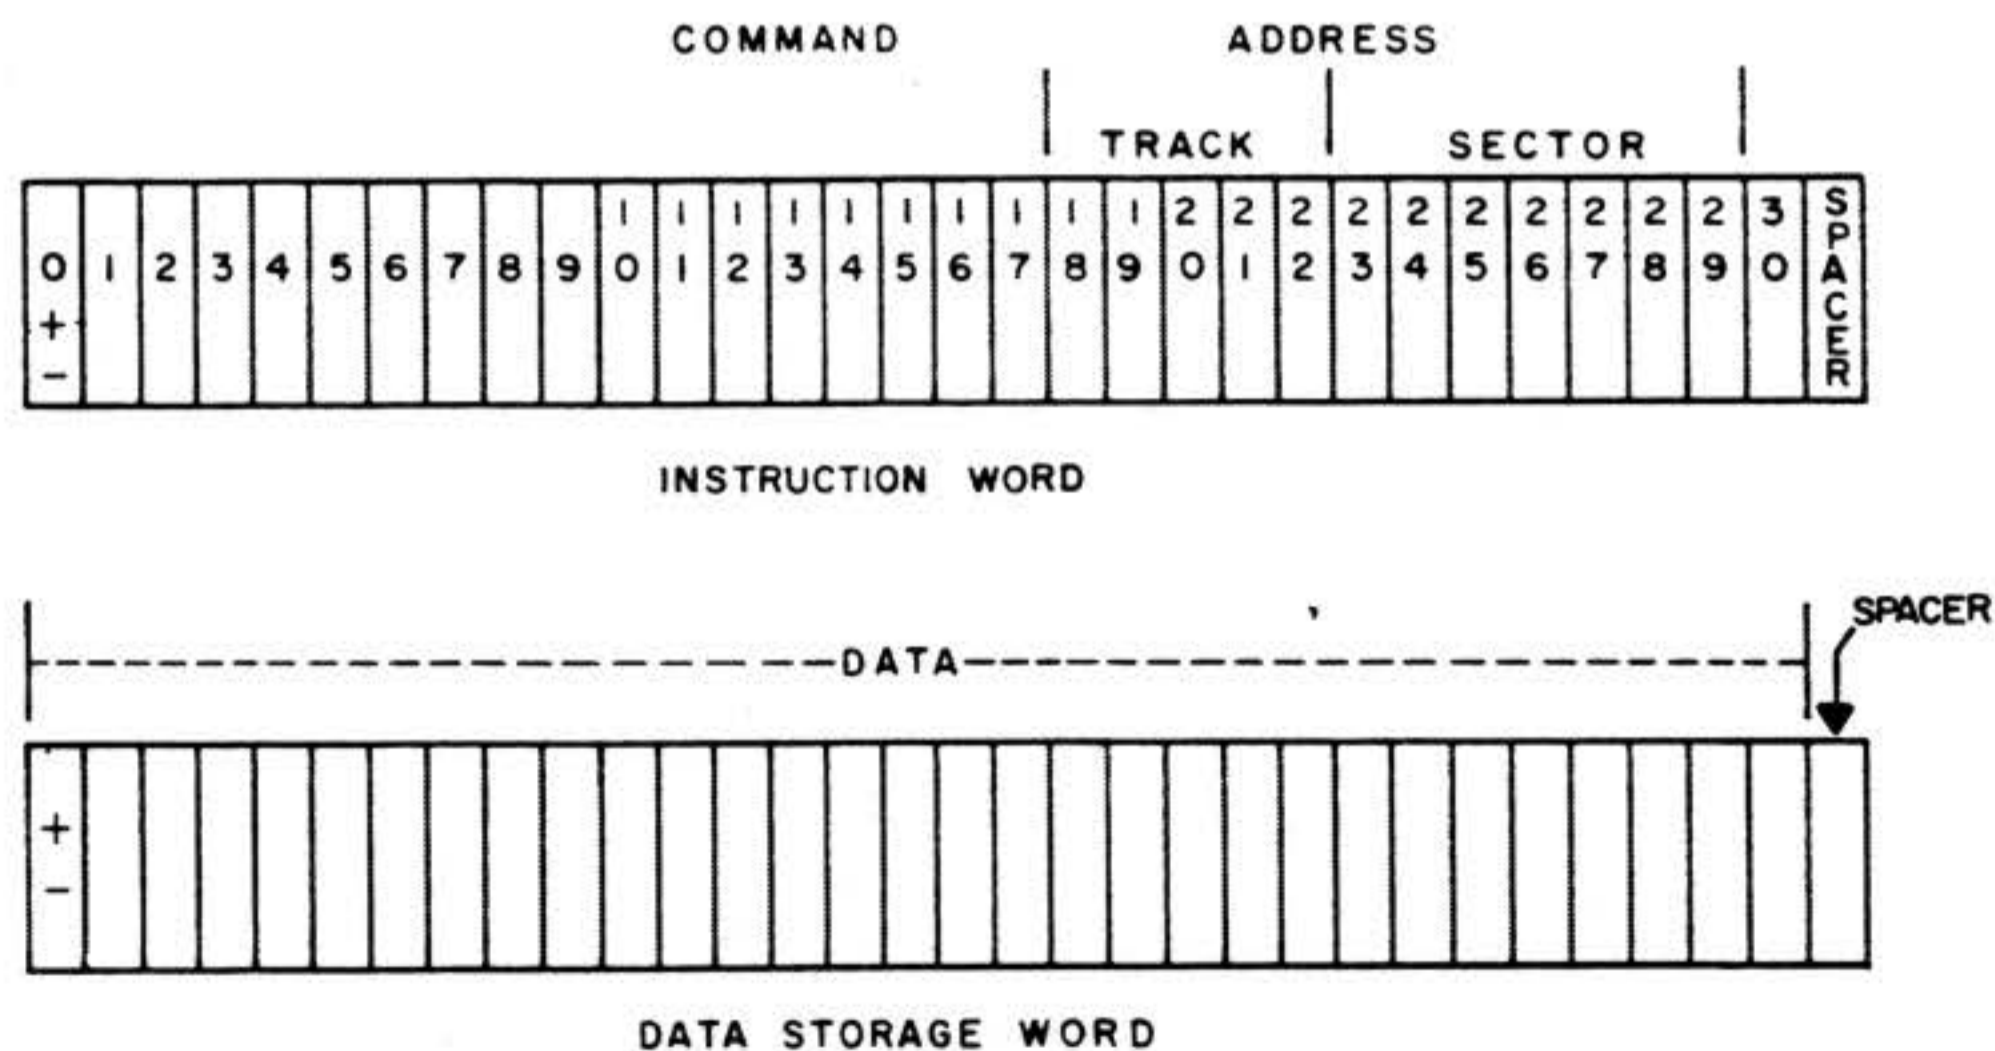 COMMAND ADDRESS
TRACK SECTOR
0 1 2 3 4 5 6 7 8 9 10 11 12 13 14 15 16 17 18 19 20 21 22 23 24 25 26 27 28 29 30 SPACER
+
-
INSTRUCTION WORD
SPACER
DATA
+
-
DATA STORAGE WORD